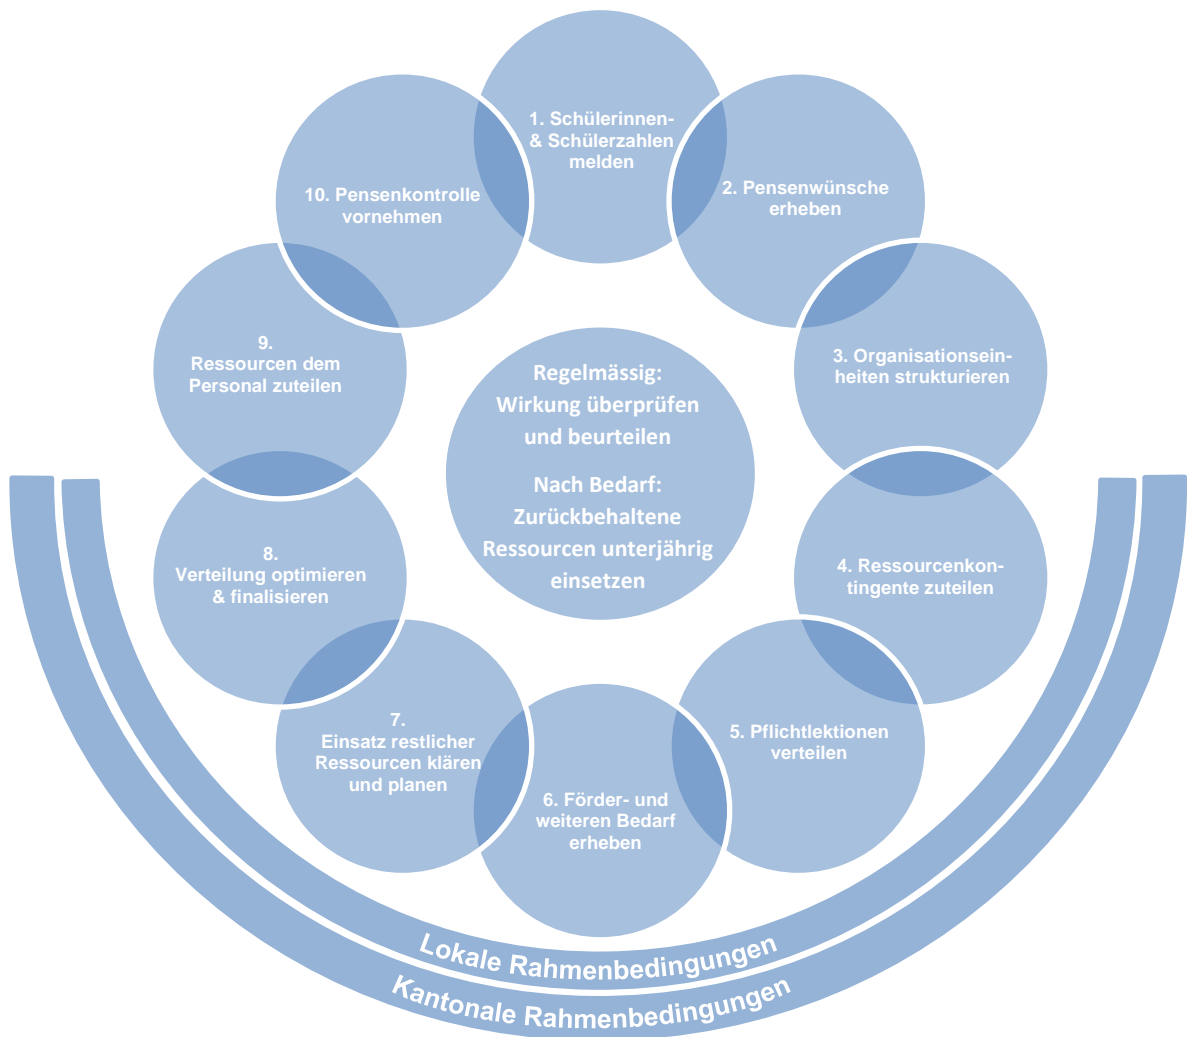 1. Schülerinnen-
& Schülerzahlen
melden
2. Pensenwünsche
erheben
3. Organisationsein-
heiten strukturieren
4. Ressourcenkon-
tingente zuteilen
5. Pflichtlektionen
verteilen
6. Förder- und
weiteren Bedarf
erheben
7.
Einsatz restlicher
Ressourcen klären
und planen
8.
Verteilung optimieren
& finalisieren
9.
Ressourcen dem
Personal zuteilen
10. Pensenkontrolle
vornehmen
Regelmässig:
Wirkung überprüfen
und beurteilen
Nach Bedarf:
Zurückbehaltene
Ressourcen unterjährig
einsetzen
Lokale Rahmenbedingungen
Kantonale Rahmenbedingungen